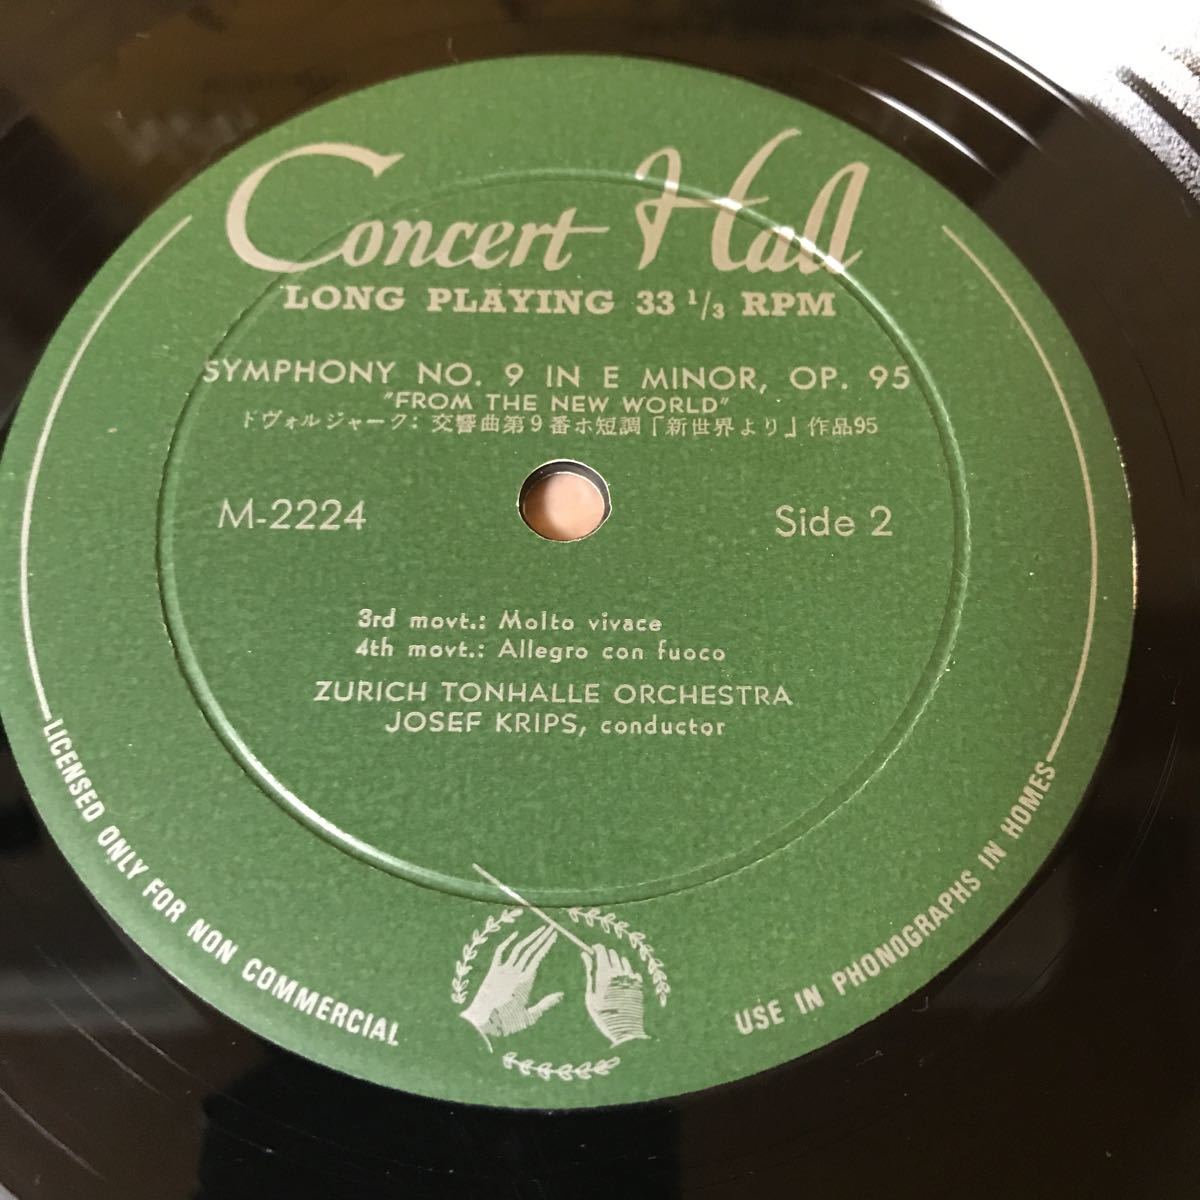 Concert Hall
LONG PLAYING 33 1/3 RPM
SYMPHONY NO. 9 IN E MINOR, OP. 95
"FROM THE NEW WORLD"
ドヴォルジャーク: 交響曲第9番ホ短調「新世界より」作品95
M-2224
Side 2
3rd movt.: Molto vivace
4th movt.: Allegro con fuoco
ZURICH TONHALLE ORCHESTRA
JOSEF KRIPS, conductor
LICENSED ONLY FOR NON COMMERCIAL
USE IN PHONOGRAPHS IN HOMES